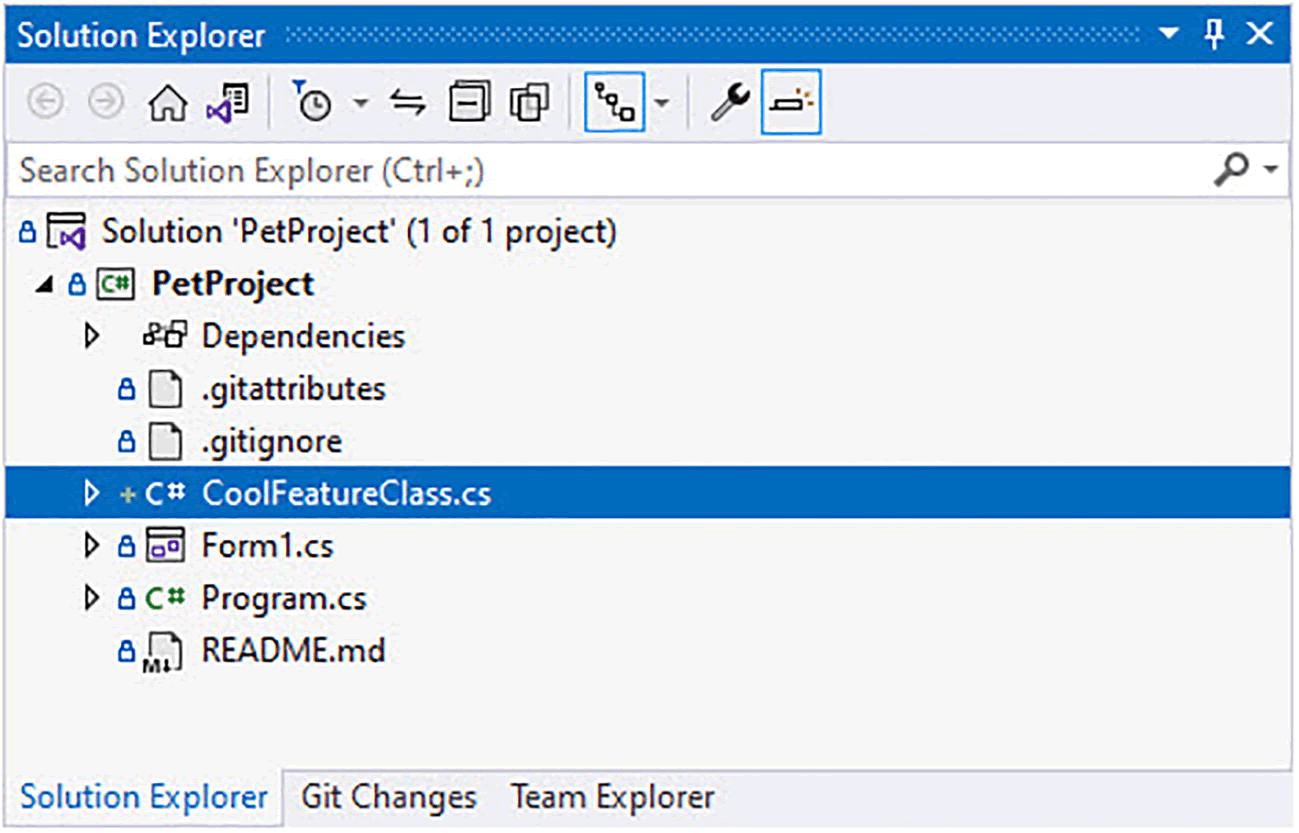 Solution Explorer
Search Solution Explorer (Ctrl+;)
Solution 'PetProject' (1 of 1 project)
C# PetProject
Dependencies
.gitattributes
.gitignore
+ C# CoolFeatureClass.cs
Form1.cs
C# Program.cs
M↓ README.md
Solution Explorer Git Changes Team Explorer